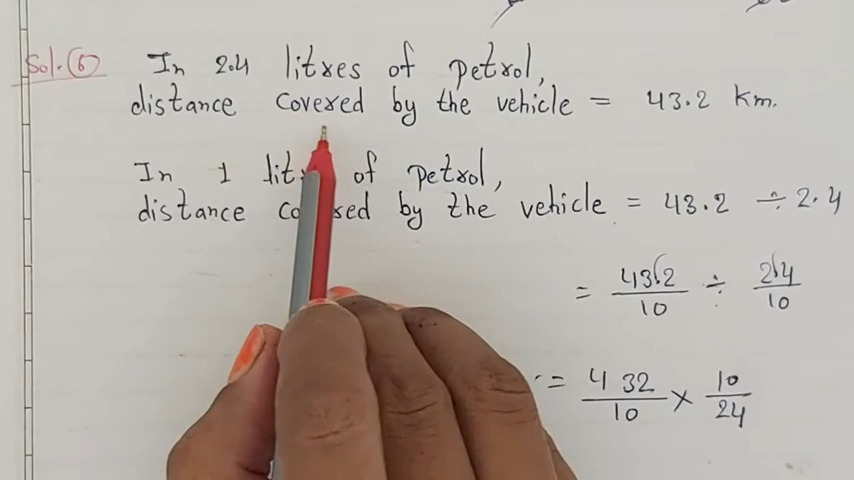 Sol.(6)
In 2.4 litres of petrol,
distance covered by the vehicle = 43.2 km.
In 1 of petrol,
distance by the vehicle = 43.2 ÷ 2.4
= 432/10 ÷ 24/10
= 432/10 × 10/24